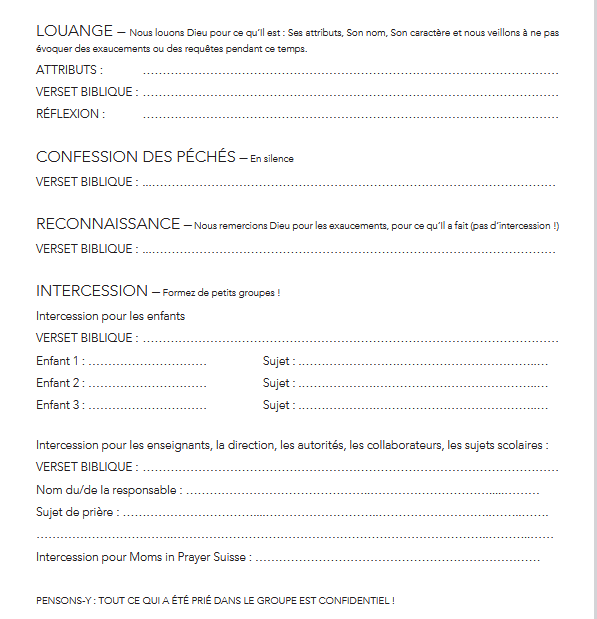 LOUANGE – Nous louons Dieu pour ce qu'Il est : Ses attributs, Son nom, Son caractère et nous veillons à ne pas
évoquer des exaucements ou des requêtes pendant ce temps.
ATTRIBUTS : ……………………………………………………………………………………
VERSET BIBLIQUE : ……………………………………………………………………………………
RÉFLEXION : ……………………………………………………………………………………
CONFESSION DES PÉCHÉS – En silence
VERSET BIBLIQUE : ……………………………………………………………………………………
RECONNAISSANCE – Nous remercions Dieu pour les exaucements, pour ce qu'Il a fait (pas d'intercession !)
VERSET BIBLIQUE : ……………………………………………………………………………………
INTERCESSION – Formez de petits groupes !
Intercession pour les enfants
VERSET BIBLIQUE : ……………………………………………………………………………………
Enfant 1 : ………………………… Sujet : ……………………………………………………
Enfant 2 : ………………………… Sujet : ……………………………………………………
Enfant 3 : ………………………… Sujet : ……………………………………………………
Intercession pour les enseignants, la direction, les autorités, les collaborateurs, les sujets scolaires :
VERSET BIBLIQUE : ……………………………………………………………………………………
Nom du/de la responsable : …………………………………………………………………………
Sujet de prière : ………………………………………………………………………………………
……………………………………………………………………………………………………………
Intercession pour Moms in Prayer Suisse : …………………………………………………………
PENSONS-Y : TOUT CE QUI A ÉTÉ PRIÉ DANS LE GROUPE EST CONFIDENTIEL !